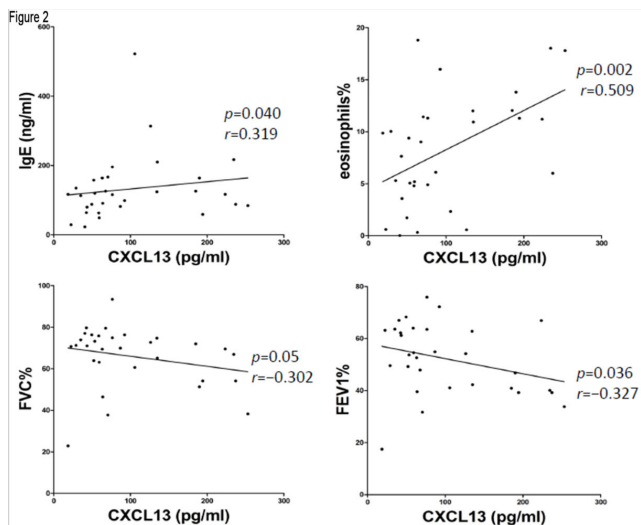 Figure 2
IgE (ng/ml)
600
400
200
0
0
100
200
300
CXCL13 (pg/ml)
p=0.040
r=0.319
eosinophils%
20
15
10
5
0
0
100
200
300
CXCL13 (pg/ml)
p=0.002
r=0.509
FVC%
100
80
60
40
20
0
0
100
200
300
CXCL13 (pg/ml)
p=0.05
r=−0.302
FEV1%
80
60
40
20
0
0
100
200
300
CXCL13 (pg/ml)
p=0.036
r=−0.327